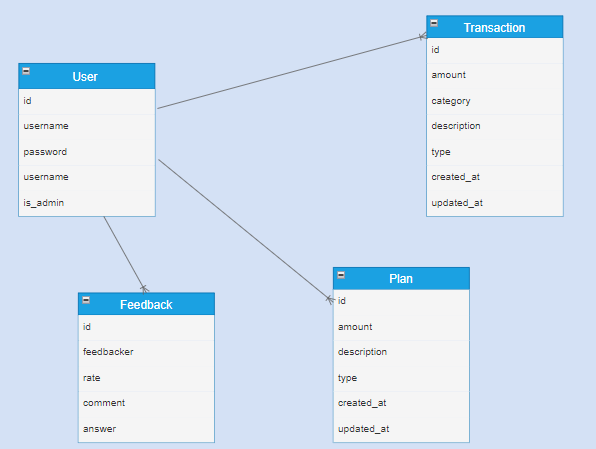 Transaction
id
amount
category
description
type
created_at
updated_at
User
id
username
password
username
is_admin
Plan
id
amount
description
type
created_at
updated_at
Feedback
id
feedbacker
rate
comment
answer